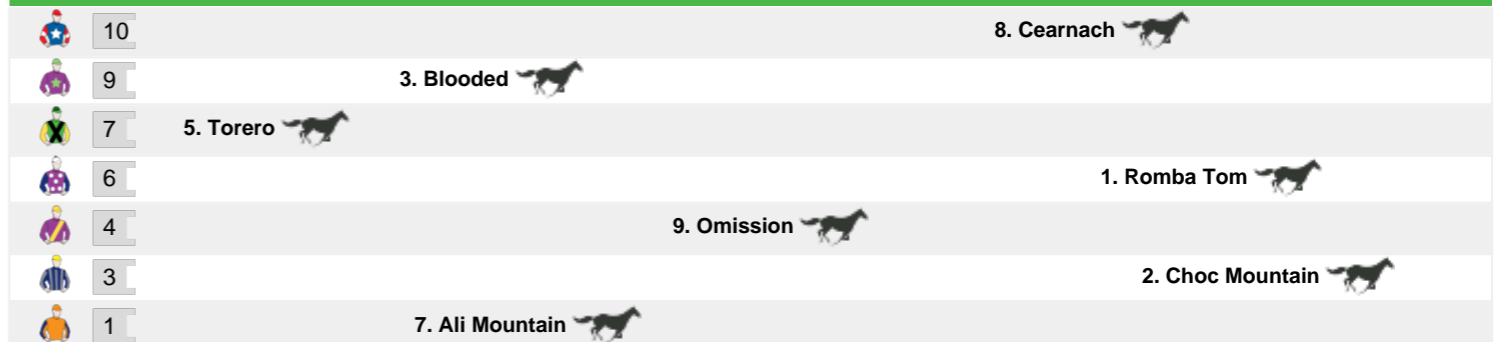 10 8. Cearnach
9 3. Blooded
7 5. Torero
6 1. Romba Tom
4 9. Omission
3 2. Choc Mountain
1 7. Ali Mountain